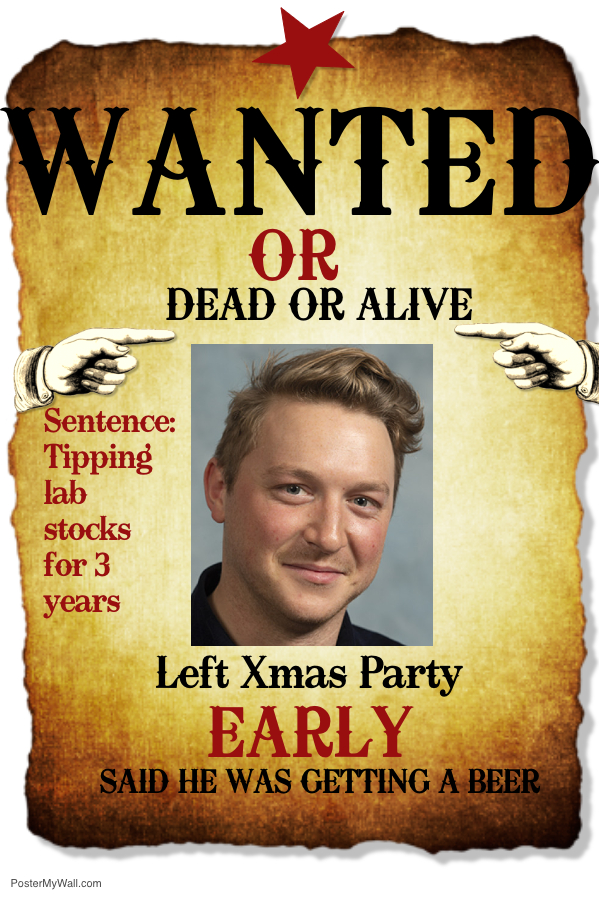 WANTED
OR
DEAD OR ALIVE
Sentence:
Tipping
lab
stocks
for 3
years
Left Xmas Party
EARLY
SAID HE WAS GETTING A BEER
PosterMyWall.com